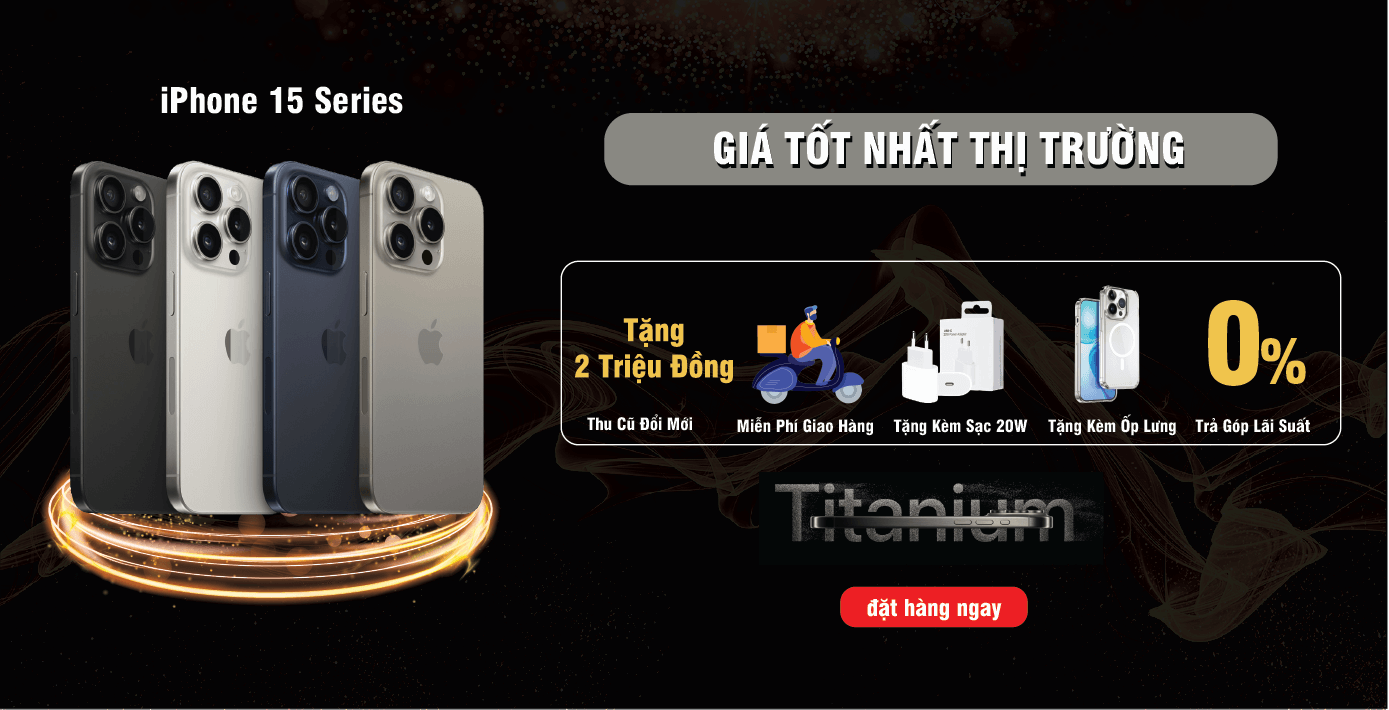 iPhone 15 Series
GIÁ TỐT NHẤT THỊ TRƯỜNG
Tặng
2 Triệu Đồng
Thu Cũ Đổi Mới
Miễn Phí Giao Hàng
Tặng Kèm Sạc 20W
Tặng Kèm Ốp Lưng
0%
Trả Góp Lãi Suất
Titanium
đặt hàng ngay